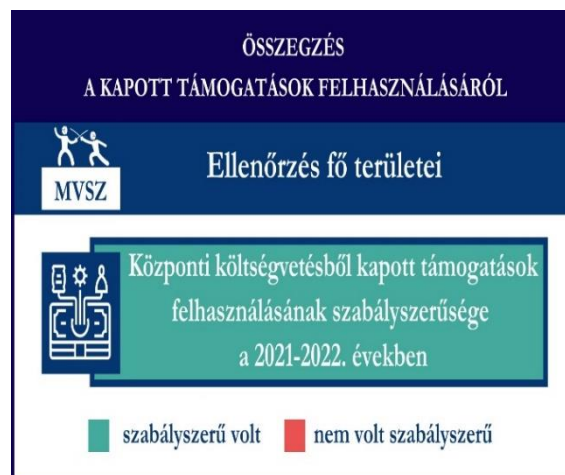 ÖSSZEGZÉS
A KAPOTT TÁMOGATÁSOK FELHASZNÁLÁSÁRÓL
MVSZ
Ellenőrzés fő területei
Központi költségvetésből kapott támogatások
felhasználásának szabályszerűsége
a 2021-2022. években
szabályszerű volt
nem volt szabályszerű